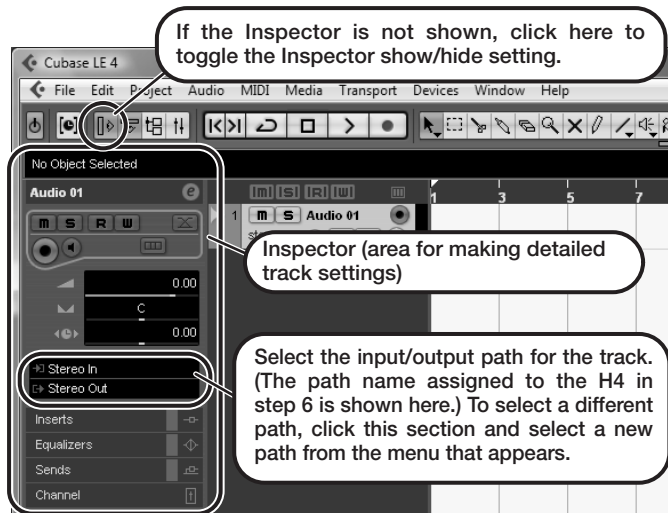 If the Inspector is not shown, click here to
toggle the Inspector show/hide setting.
Cubase LE 4
File Edit Project Audio MIDI Media Transport Devices Window Help
No Object Selected
Audio 01 e
m S R W
[m] [S] [R] [W]
1 3 5 7
1 m S Audio 01
Inspector (area for making detailed
track settings)
0.00
C
0.00
Stereo In
Stereo Out
Select the input/output path for the track.
(The path name assigned to the H4 in
step 6 is shown here.) To select a different
path, click this section and select a new
path from the menu that appears.
Inserts
Equalizers
Sends
Channel